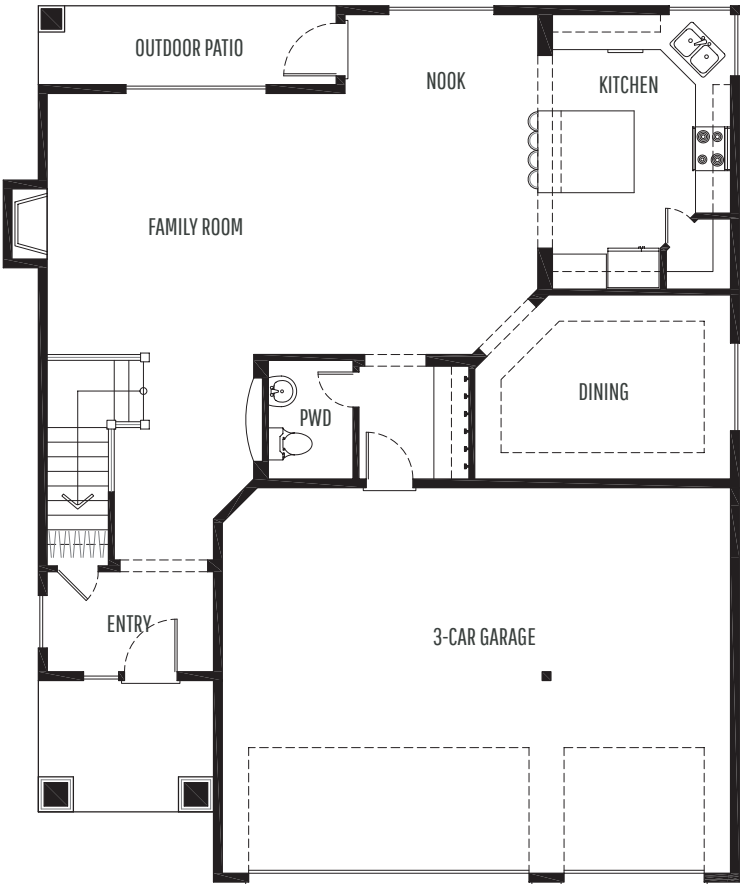 OUTDOOR PATIO
NOOK
KITCHEN
FAMILY ROOM
DINING
PWD
ENTRY
3-CAR GARAGE